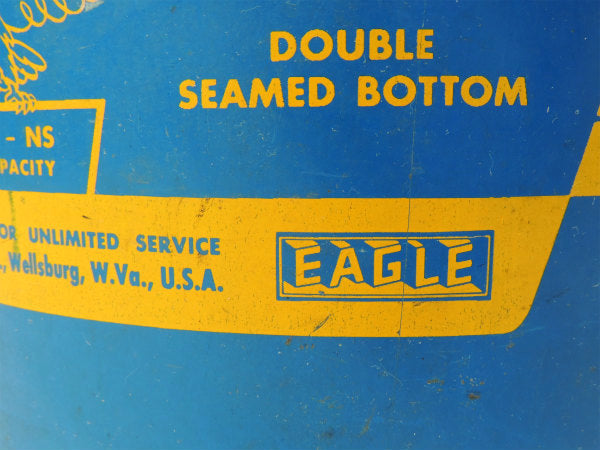 DOUBLE
SEAMED BOTTOM
- NS
PACITY
OR UNLIMITED SERVICE
., Wellsburg, W.Va., U.S.A.
EAGLE